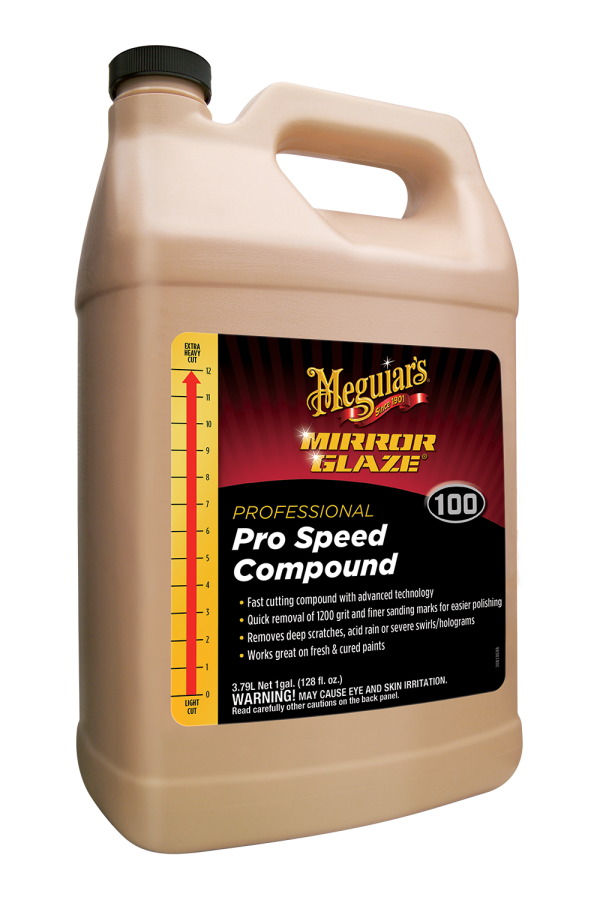 EXTRA
HEAVY
CUT
12
11
10
9
8
7
6
5
4
3
2
1
0
LIGHT
CUT
Meguiar's
Since 1901
MIRROR
GLAZE®
100
PROFESSIONAL
Pro Speed
Compound
• Fast cutting compound with advanced technology
• Quick removal of 1200 grit and finer sanding marks for easier polishing
• Removes deep scratches, acid rain or severe swirls/holograms
• Works great on fresh & cured paints
3.79L Net 1gal. (128 fl. oz.)
WARNING! MAY CAUSE EYE AND SKIN IRRITATION.
Read carefully other cautions on the back panel.